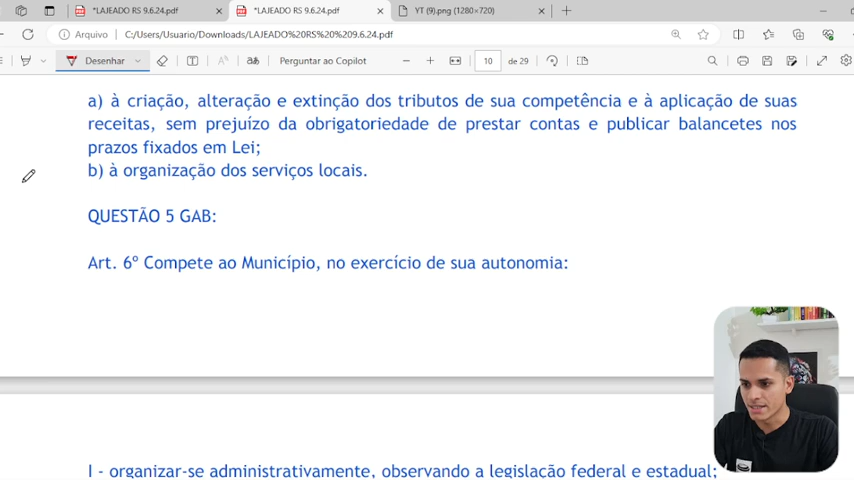 *LAJEADO RS 9.6.24.pdf
*LAJEADO RS 9.6.24.pdf
YT (9).png (1280×720)
Arquivo
C:/Users/Usuario/Downloads/LAJEADO%20RS%20%209.6.24.pdf
Desenhar
aあ
Perguntar ao Copilot
10
de 29
a) à criação, alteração e extinção dos tributos de sua competência e à aplicação de suas
receitas, sem prejuízo da obrigatoriedade de prestar contas e publicar balancetes nos
prazos fixados em Lei;
b) à organização dos serviços locais.
QUESTÃO 5 GAB:
Art. 6º Compete ao Município, no exercício de sua autonomia:
I - organizar-se administrativamente, observando a legislação federal e estadual;